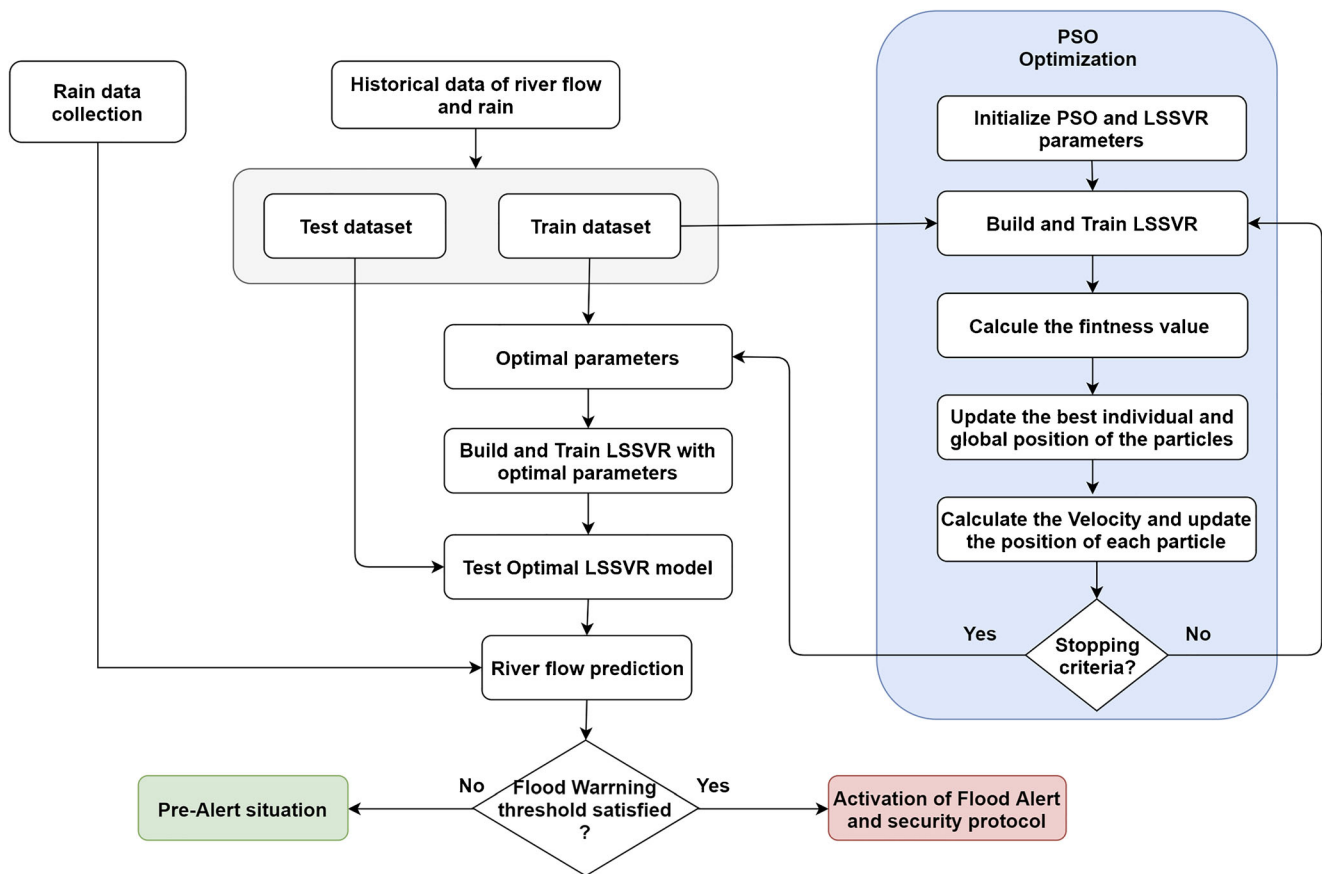 PSO
Optimization
Rain data
collection
Historical data of river flow
and rain
Initialize PSO and LSSVR
parameters
Test dataset
Train dataset
Build and Train LSSVR
Calcule the fintness value
Optimal parameters
Update the best individual and
global position of the particles
Build and Train LSSVR with
optimal parameters
Calculate the Velocity and update
the position of each particle
Test Optimal LSSVR model
Yes
No
Stopping
criteria?
River flow prediction
No
Yes
Flood Warrning
threshold satisfied
?
Pre-Alert situation
Activation of Flood Alert
and security protocol